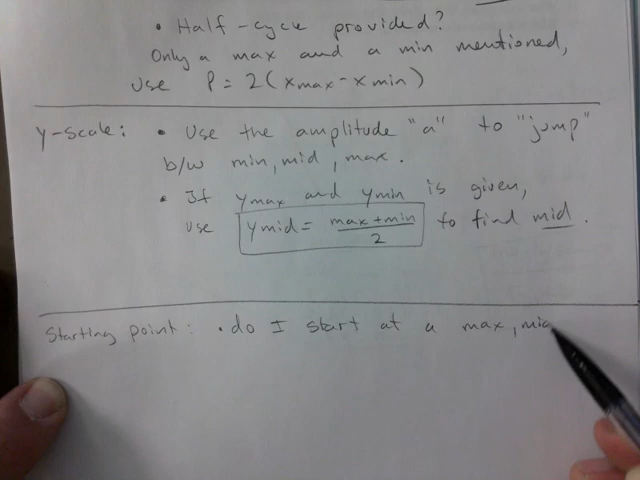 • Half-cycle provided?
Only a max and a min mentioned,
use P = 2(xmax - xmin)
y-scale: • Use the amplitude "a" to "jump"
b/w min, mid, max.
• If ymax and ymin is given,
use ymid = max+min/2 to find mid.
Starting point: • do I start at a max, mid